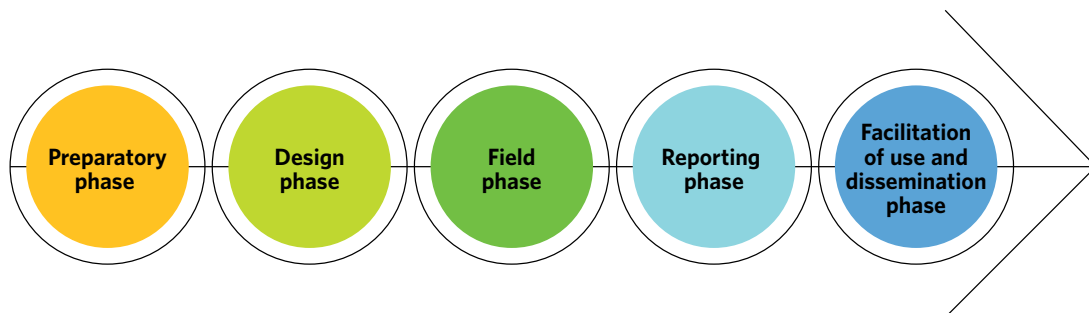 Preparatory
phase
Design
phase
Field
phase
Reporting
phase
Facilitation
of use and
dissemination
phase